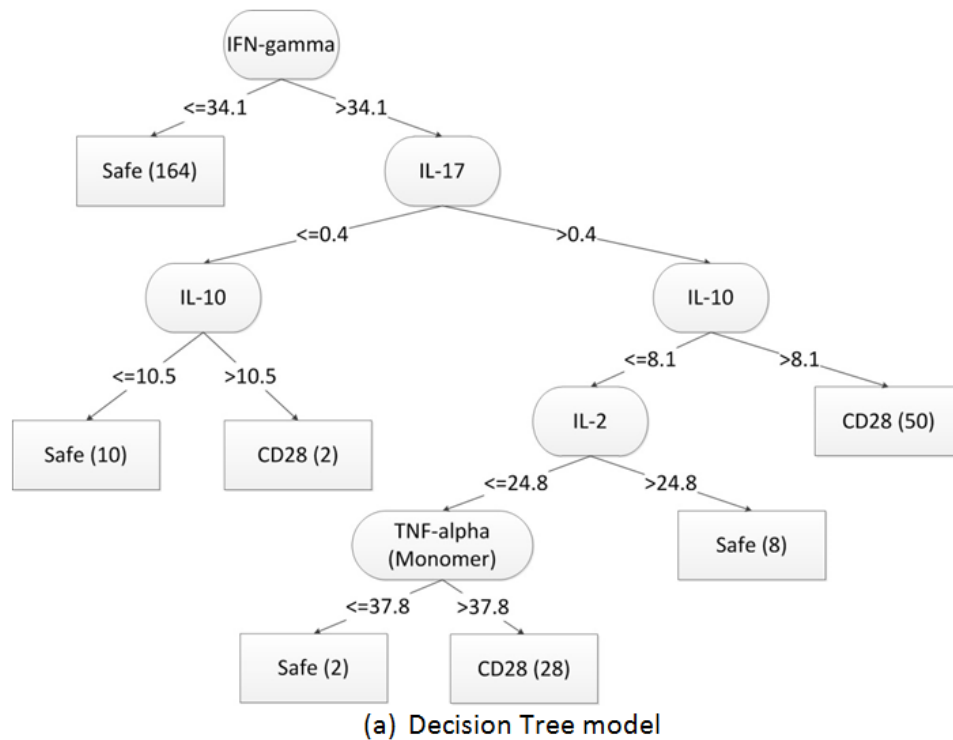 IFN-gamma
<=34.1
>34.1
Safe (164)
IL-17
<=0.4
>0.4
IL-10
IL-10
<=10.5
>10.5
<=8.1
>8.1
Safe (10)
CD28 (2)
IL-2
CD28 (50)
<=24.8
>24.8
TNF-alpha
(Monomer)
Safe (8)
<=37.8
>37.8
Safe (2)
CD28 (28)
(a) Decision Tree model